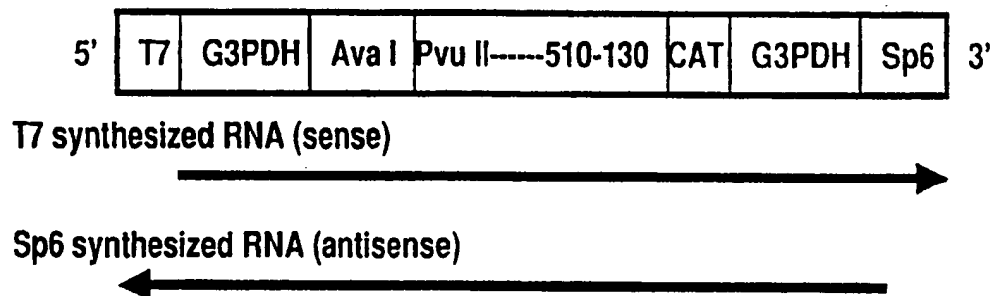 5' T7 G3PDH Ava I Pvu II------510-130 CAT G3PDH Sp6 3'
T7 synthesized RNA (sense)
Sp6 synthesized RNA (antisense)